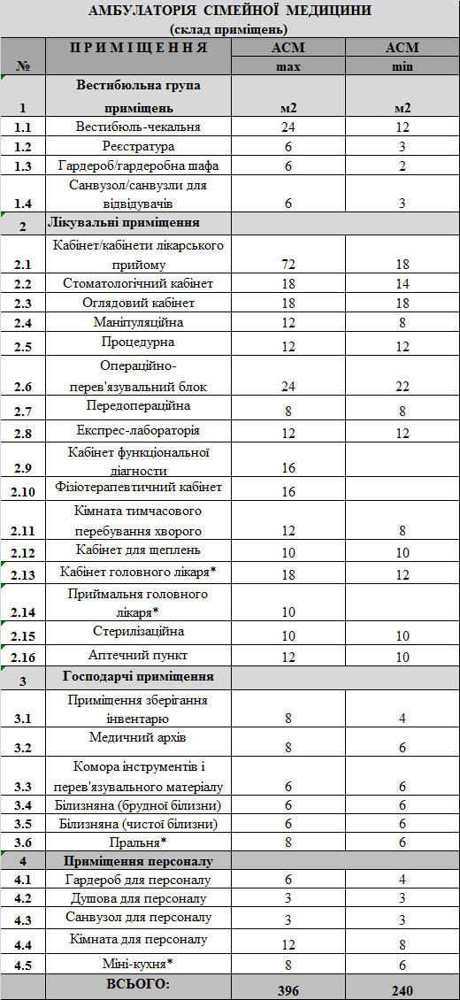 АМБУЛАТОРІЯ СІМЕЙНОЇ МЕДИЦИНИ
(склад приміщень)
№ П Р И М І Щ Е Н Н Я АСМ АСМ
max min
Вестибюльна група
1 приміщень м2 м2
1.1 Вестибюль-чекальня 24 12
1.2 Реєстратура 6 3
1.3 Гардероб/гардеробна шафа 6 2
Санвузол/санвузли для
1.4 відвідувачів 6 3
2 Лікувальні приміщення
Кабінет/кабінети лікарського
2.1 прийому 72 18
2.2 Стоматологічний кабінет 18 14
2.3 Оглядовий кабінет 18 18
2.4 Маніпуляційна 12 8
2.5 Процедурна 12 12
Операційно-
2.6 перев'язувальний блок 24 22
2.7 Передопераційна 8 8
2.8 Експрес-лабораторія 12 12
Кабінет функціональної
2.9 діагности 16
2.10 Фізіотерапевтичний кабінет 16
Кімната тимчасового
2.11 перебування хворого 12 8
2.12 Кабінет для щеплень 10 10
2.13 Кабінет головного лікаря* 18 12
Приймальня головного
2.14 лікаря* 10
2.15 Стерилізаційна 10 10
2.16 Аптечний пункт 12 10
3 Господарчі приміщення
Приміщення зберігання
3.1 інвентарю 8 4
3.2 Медичний архів 8 6
Комора інструментів і
3.3 перев'язувального матеріалу 6 6
3.4 Білизняна (брудної білизни) 6 6
3.5 Білизняна (чистої білизни) 6 6
3.6 Пральня* 8 6
4 Приміщення персоналу
4.1 Гардероб для персоналу 6 4
4.2 Душова для персоналу 3 3
4.3 Санвузол для персоналу 3 3
4.4 Кімната для персоналу 12 8
4.5 Міні-кухня* 8 6
ВСЬОГО: 396 240